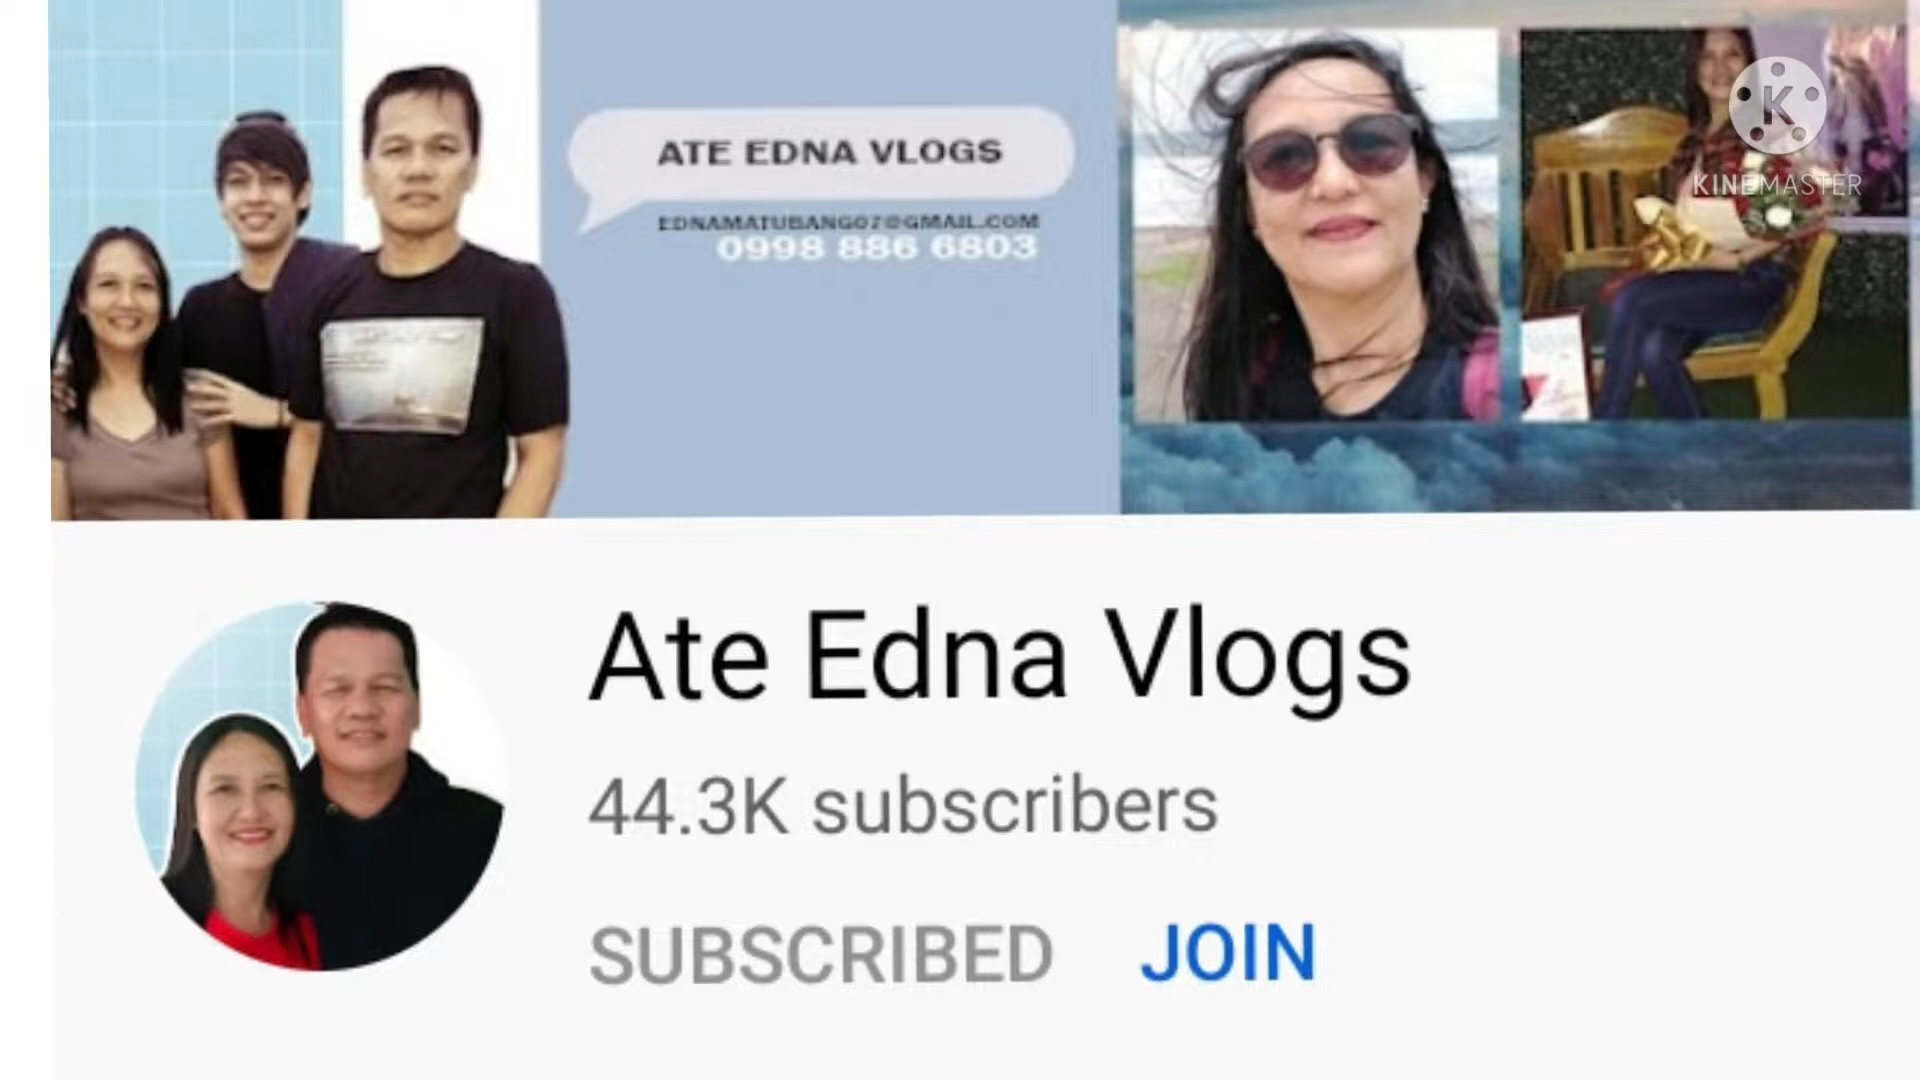 ATE EDNA VLOGS
EDNAMATUBANG07@GMAIL.COM
0998 886 6803
K
KINEMASTER
Ate Edna Vlogs
44.3K subscribers
SUBSCRIBED JOIN